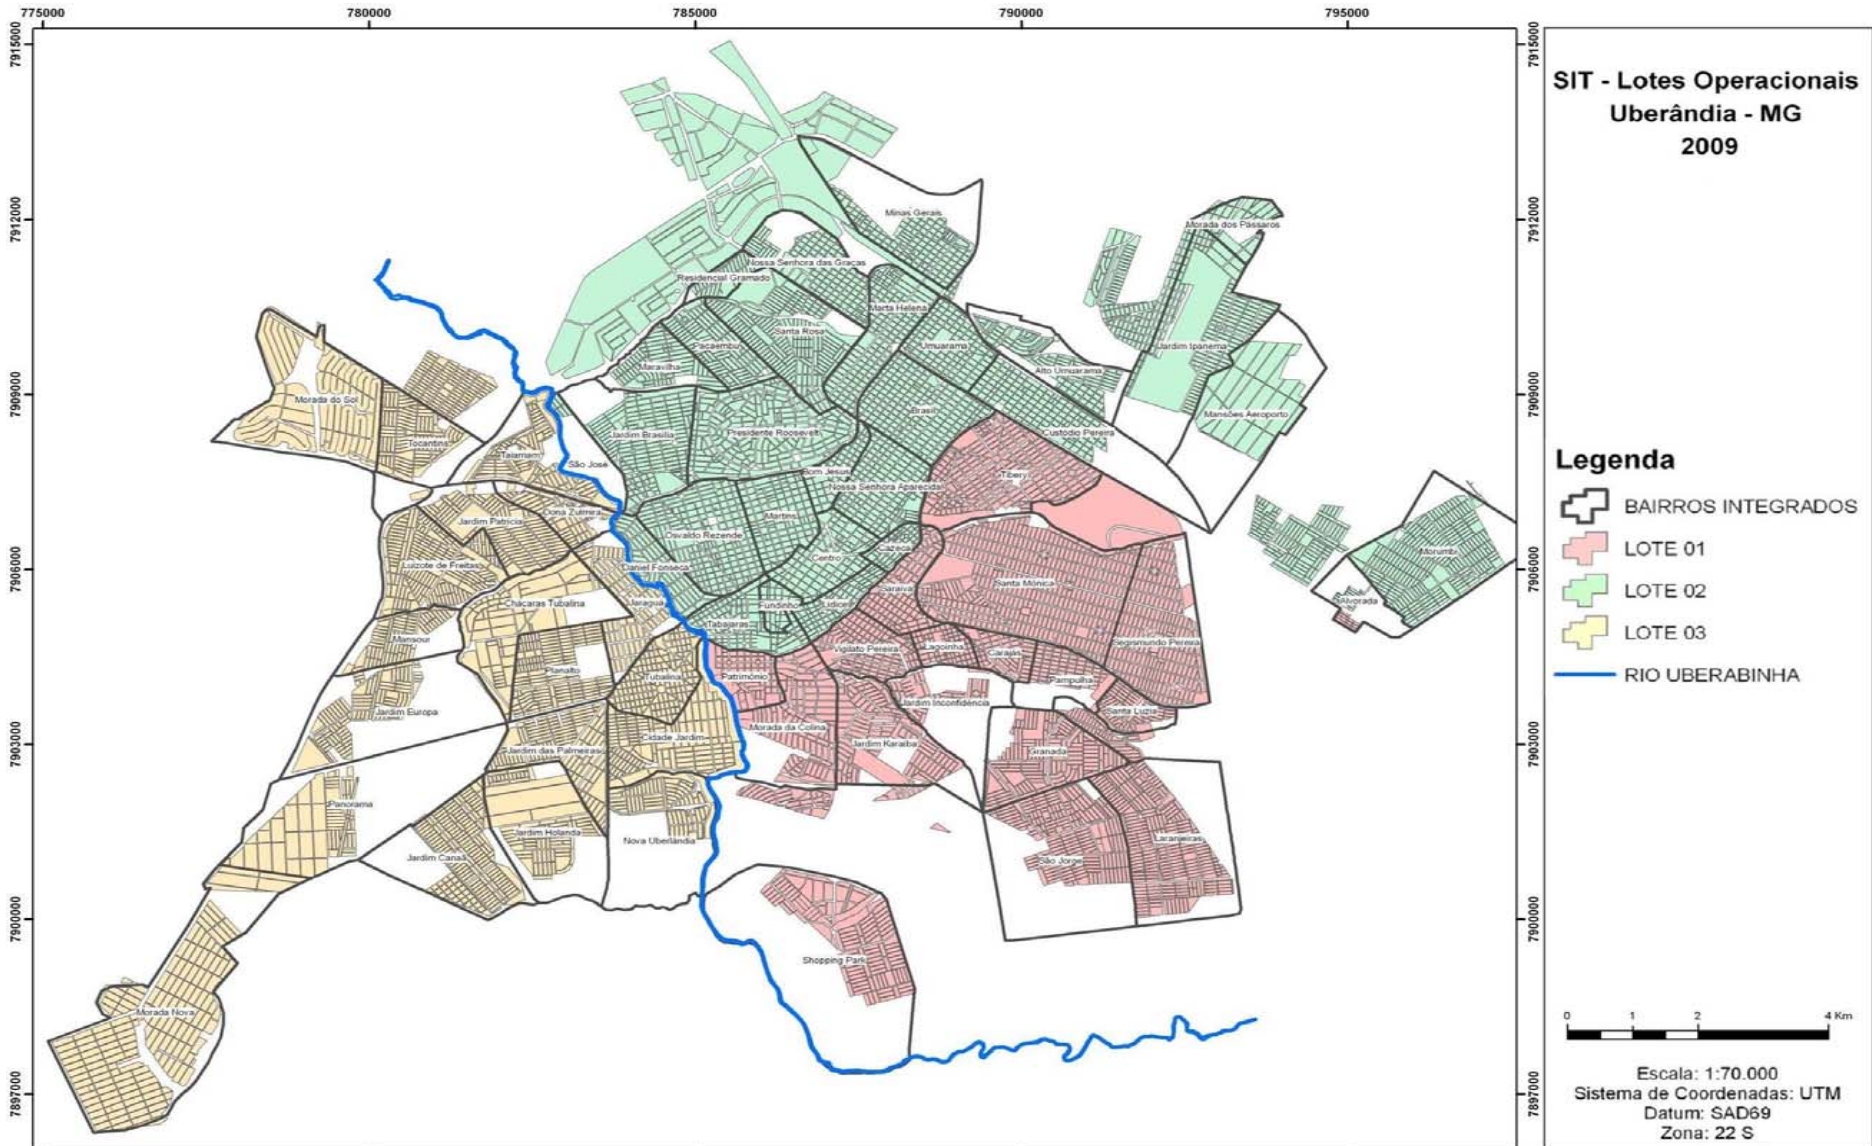 775000
780000
785000
790000
795000
7915000
7915000
SIT - Lotes Operacionais
Uberândia - MG
2009
7912000
7912000
Minas Gerais
Morada dos Pássaros
Nossa Senhora das Graças
Residencial Gramado
Marta Helena
Santa Rosa
Pacaembu
Umuarama
Jardim Ipanema
Maravilha
Alto Umuarama
7909000
7909000
Morada do Sol
Brasil
Mansões Aeroporto
Jardim Brasília
Presidente Roosevelt
Custódio Pereira
Tocantins
Taiamam
São José
Bom Jesus
Tibery
Nossa Senhora Aparecida
Legenda
BAIRROS INTEGRADOS
LOTE 01
LOTE 02
LOTE 03
RIO UBERABINHA
Jardim Patrícia
Dona Zulmira
Martins
Osvaldo Rezende
Cazeca
Centro
Morumbi
7906000
7906000
Luizote de Freitas
Daniel Fonseca
Santa Mônica
Saraiva
Chácaras Tubalina
Jaraguá
Fundinho
Lídice
Alvorada
Tabajaras
Mansour
Vigilato Pereira
Lagoinha
Carajás
Segismundo Pereira
Planalto
Tubalina
Patrimônio
Pampulha
Jardim Inconfidência
Jardim Europa
Santa Luzia
Morada da Colina
7903000
7903000
Cidade Jardim
Jardim Karaíba
Jardim das Palmeiras
Granada
Panorama
Jardim Holanda
Nova Uberlândia
Laranjeiras
Jardim Canaã
São Jorge
7900000
7900000
Shopping Park
Morada Nova
0 1 2 4 Km
Escala: 1:70.000
Sistema de Coordenadas: UTM
Datum: SAD69
Zona: 22 S
7897000
7897000